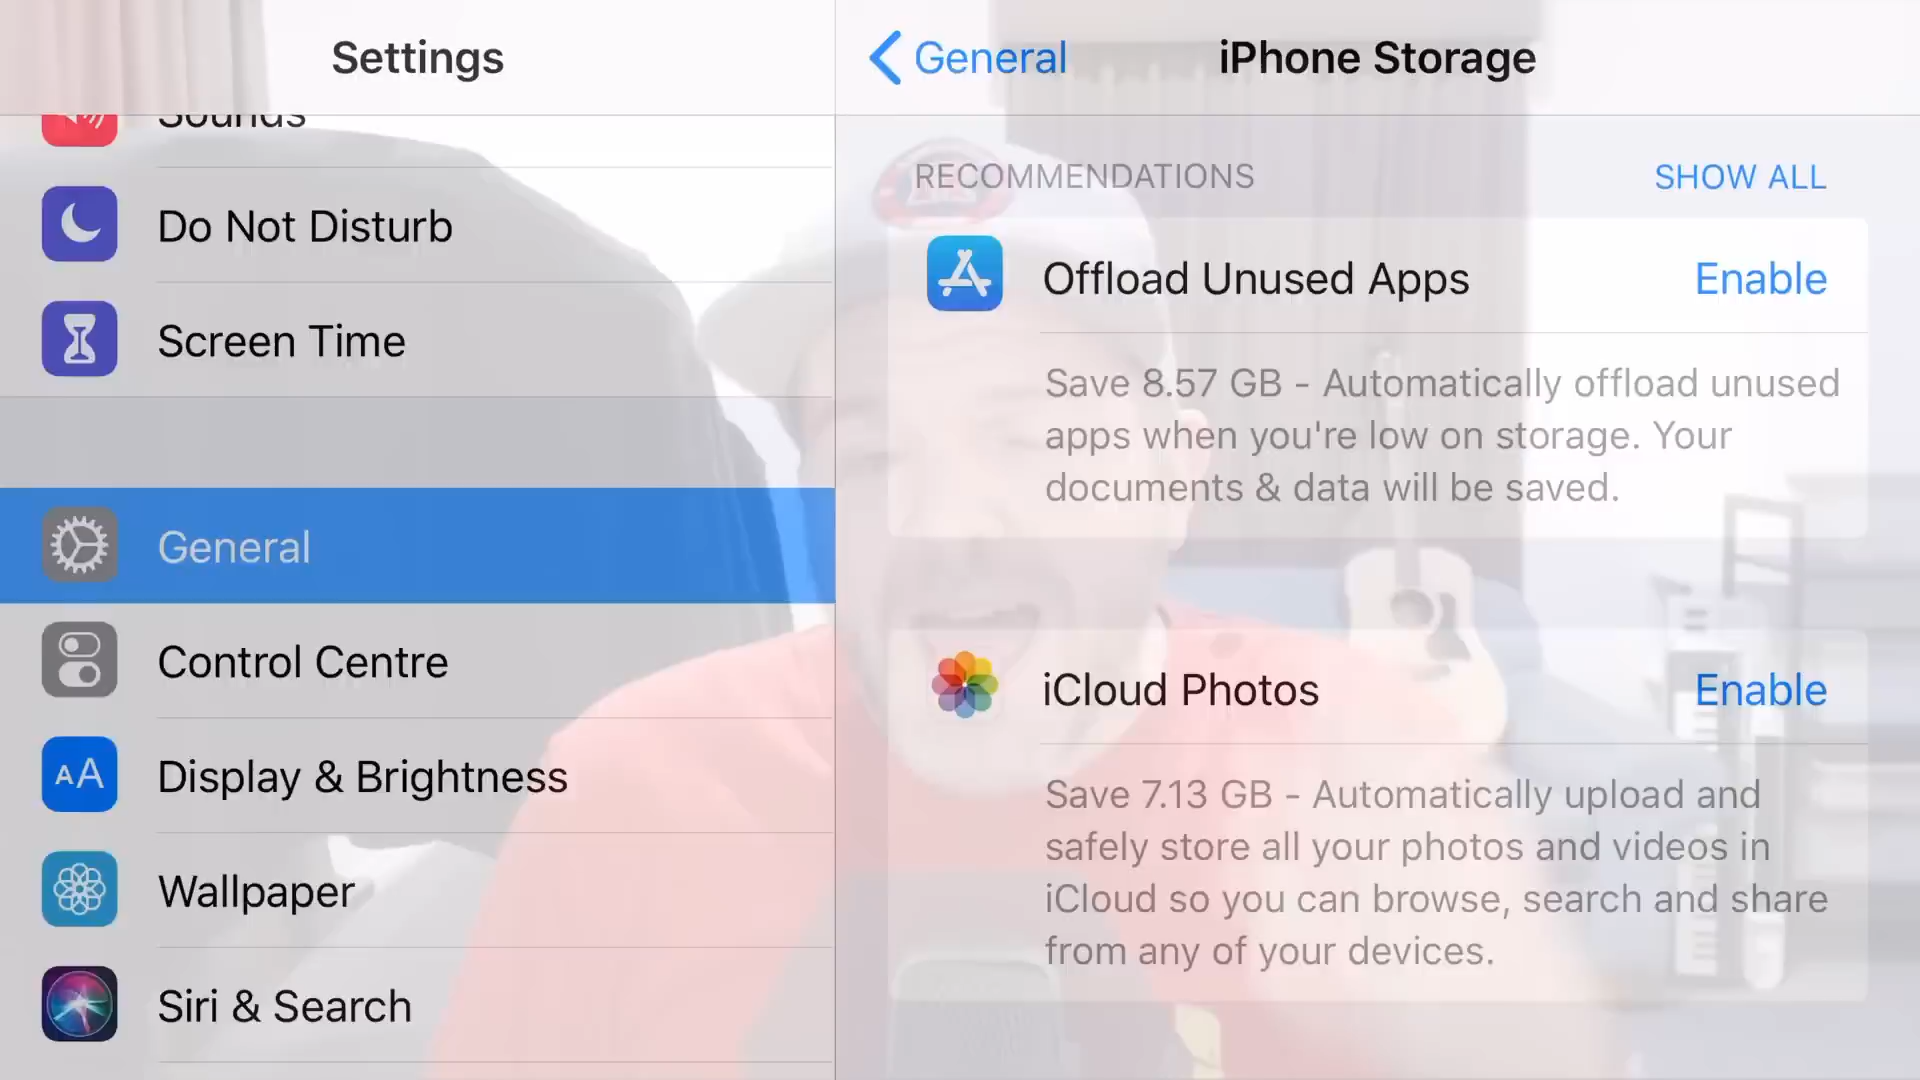 Settings
Sounds
Do Not Disturb
Screen Time
General
Control Centre
AA
Display & Brightness
Wallpaper
Siri & Search
General
iPhone Storage
RECOMMENDATIONS
SHOW ALL
Offload Unused Apps
Enable
Save 8.57 GB - Automatically offload unused
apps when you're low on storage. Your
documents & data will be saved.
iCloud Photos
Enable
Save 7.13 GB - Automatically upload and
safely store all your photos and videos in
iCloud so you can browse, search and share
from any of your devices.